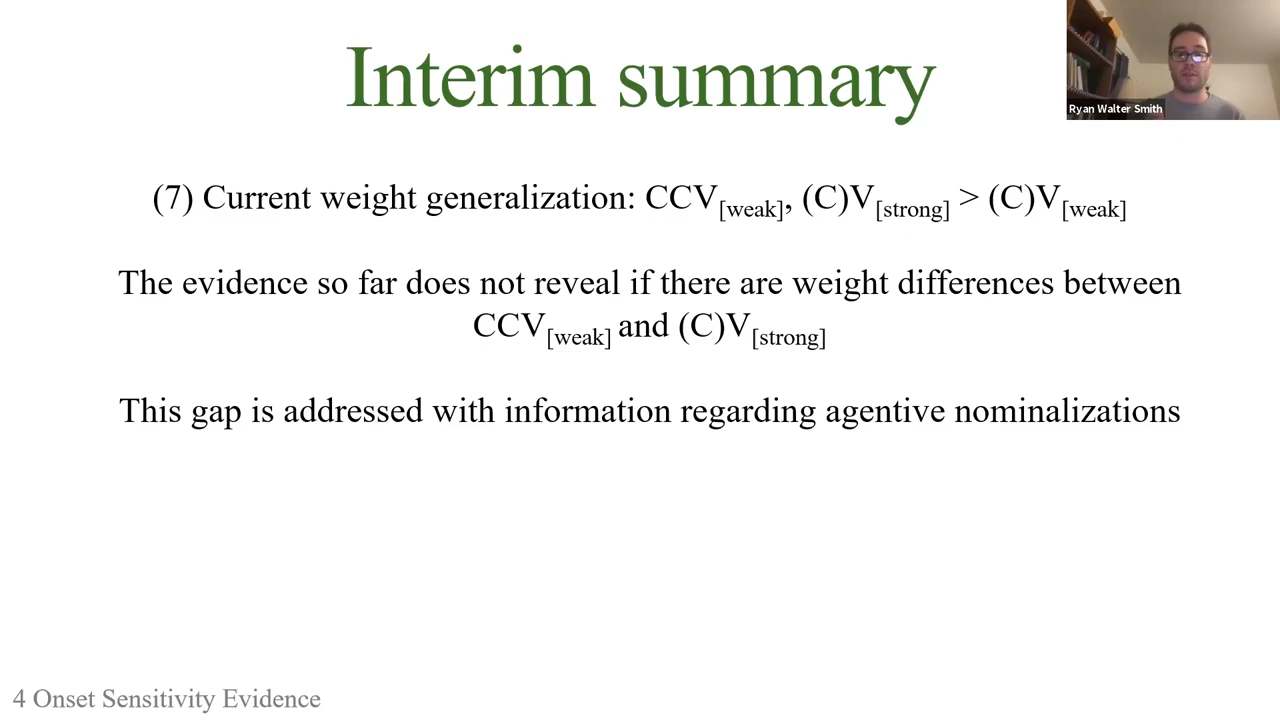 Interim summary
Ryan Walter Smith
(7) Current weight generalization: CCV[weak], (C)V[strong] > (C)V[weak]
The evidence so far does not reveal if there are weight differences between
CCV[weak] and (C)V[strong]
This gap is addressed with information regarding agentive nominalizations
4 Onset Sensitivity Evidence